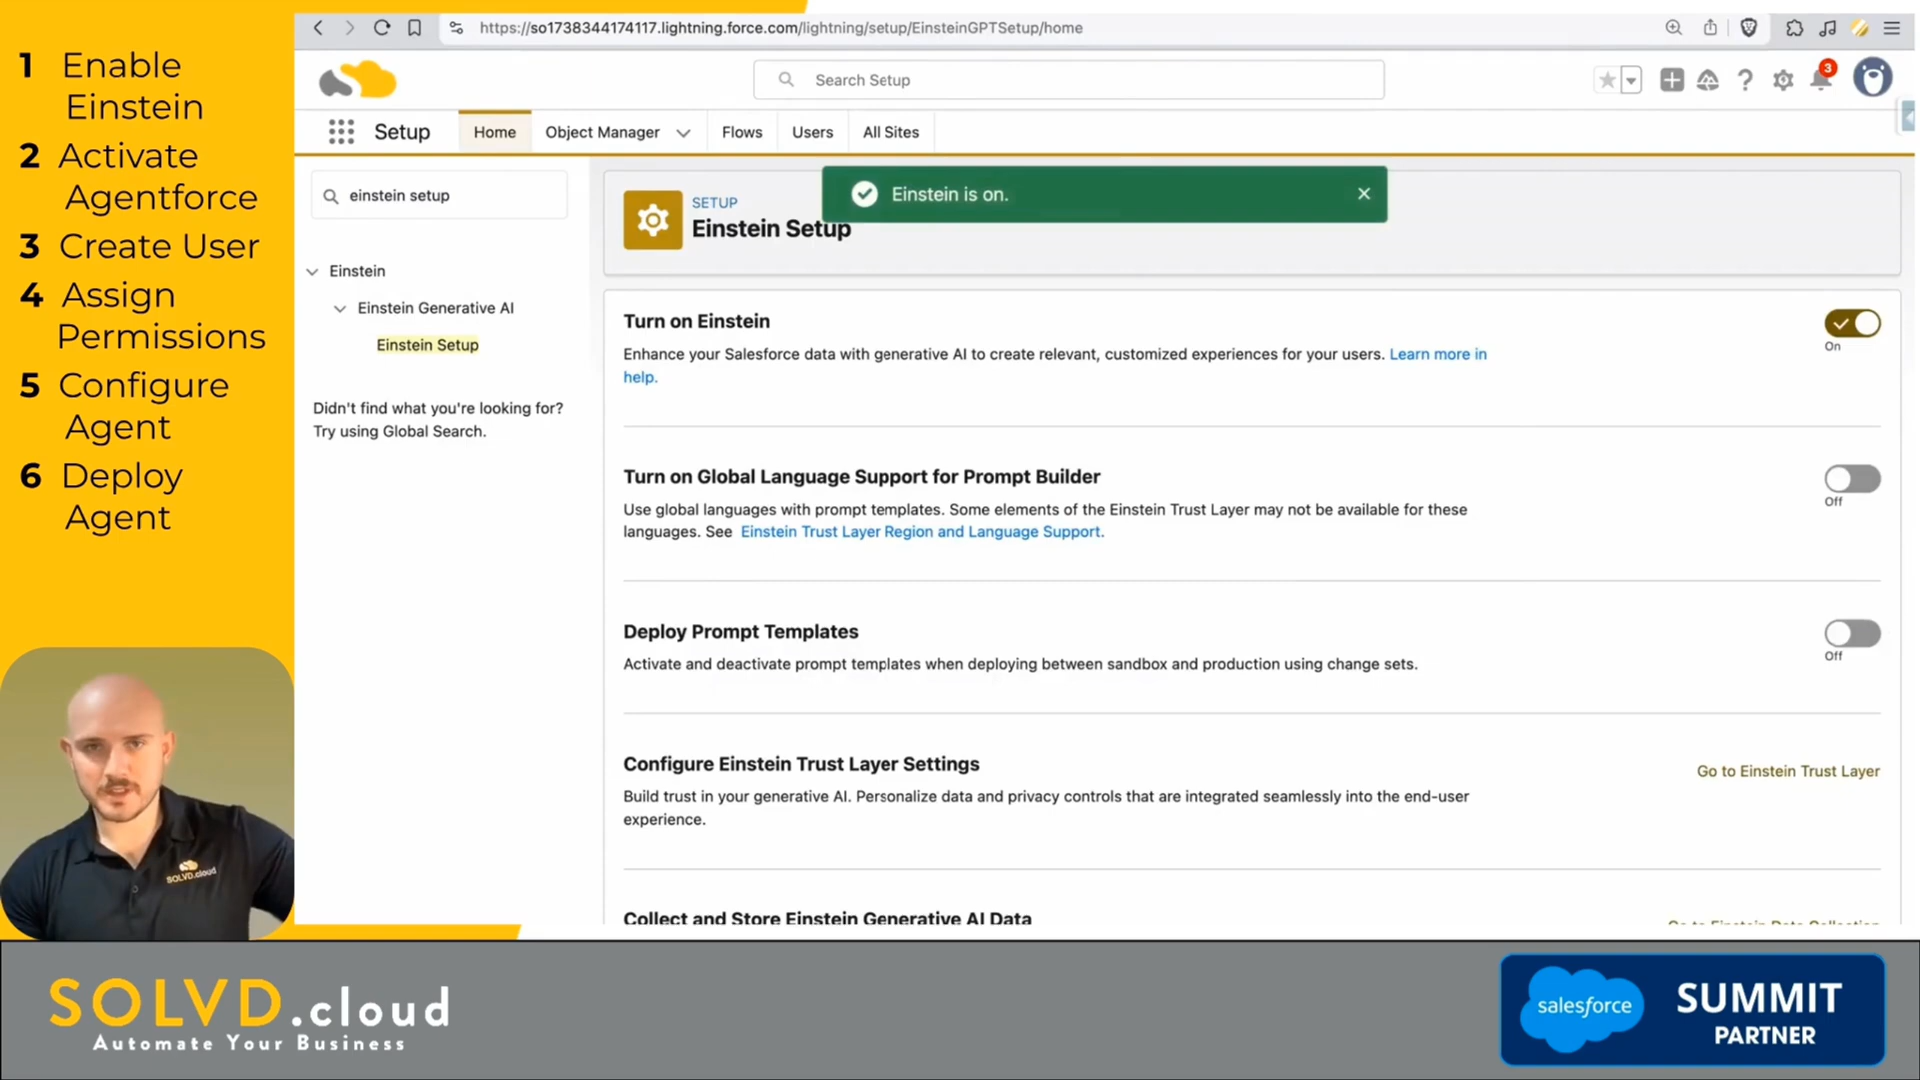 1 Enable
Einstein
2 Activate
Agentforce
3 Create User
4 Assign
Permissions
5 Configure
Agent
6 Deploy
Agent
https://so1738344174117.lightning.force.com/lightning/setup/EinsteinGPTSetup/home
Search Setup
3
Setup
Home
Object Manager
Flows
Users
All Sites
einstein setup
Einstein
Einstein Generative AI
Einstein Setup
Didn't find what you're looking for?
Try using Global Search.
SETUP
Einstein Setup
Einstein is on.
Turn on Einstein
Enhance your Salesforce data with generative AI to create relevant, customized experiences for your users. Learn more in
help.
On
Turn on Global Language Support for Prompt Builder
Use global languages with prompt templates. Some elements of the Einstein Trust Layer may not be available for these
languages. See Einstein Trust Layer Region and Language Support.
Off
Deploy Prompt Templates
Activate and deactivate prompt templates when deploying between sandbox and production using change sets.
Off
Configure Einstein Trust Layer Settings
Build trust in your generative AI. Personalize data and privacy controls that are integrated seamlessly into the end-user
experience.
Go to Einstein Trust Layer
Collect and Store Einstein Generative AI Data
Go to Einstein Data Collection
SOLVD.cloud
SOLVD.cloud
Automate Your Business
salesforce
SUMMIT
PARTNER